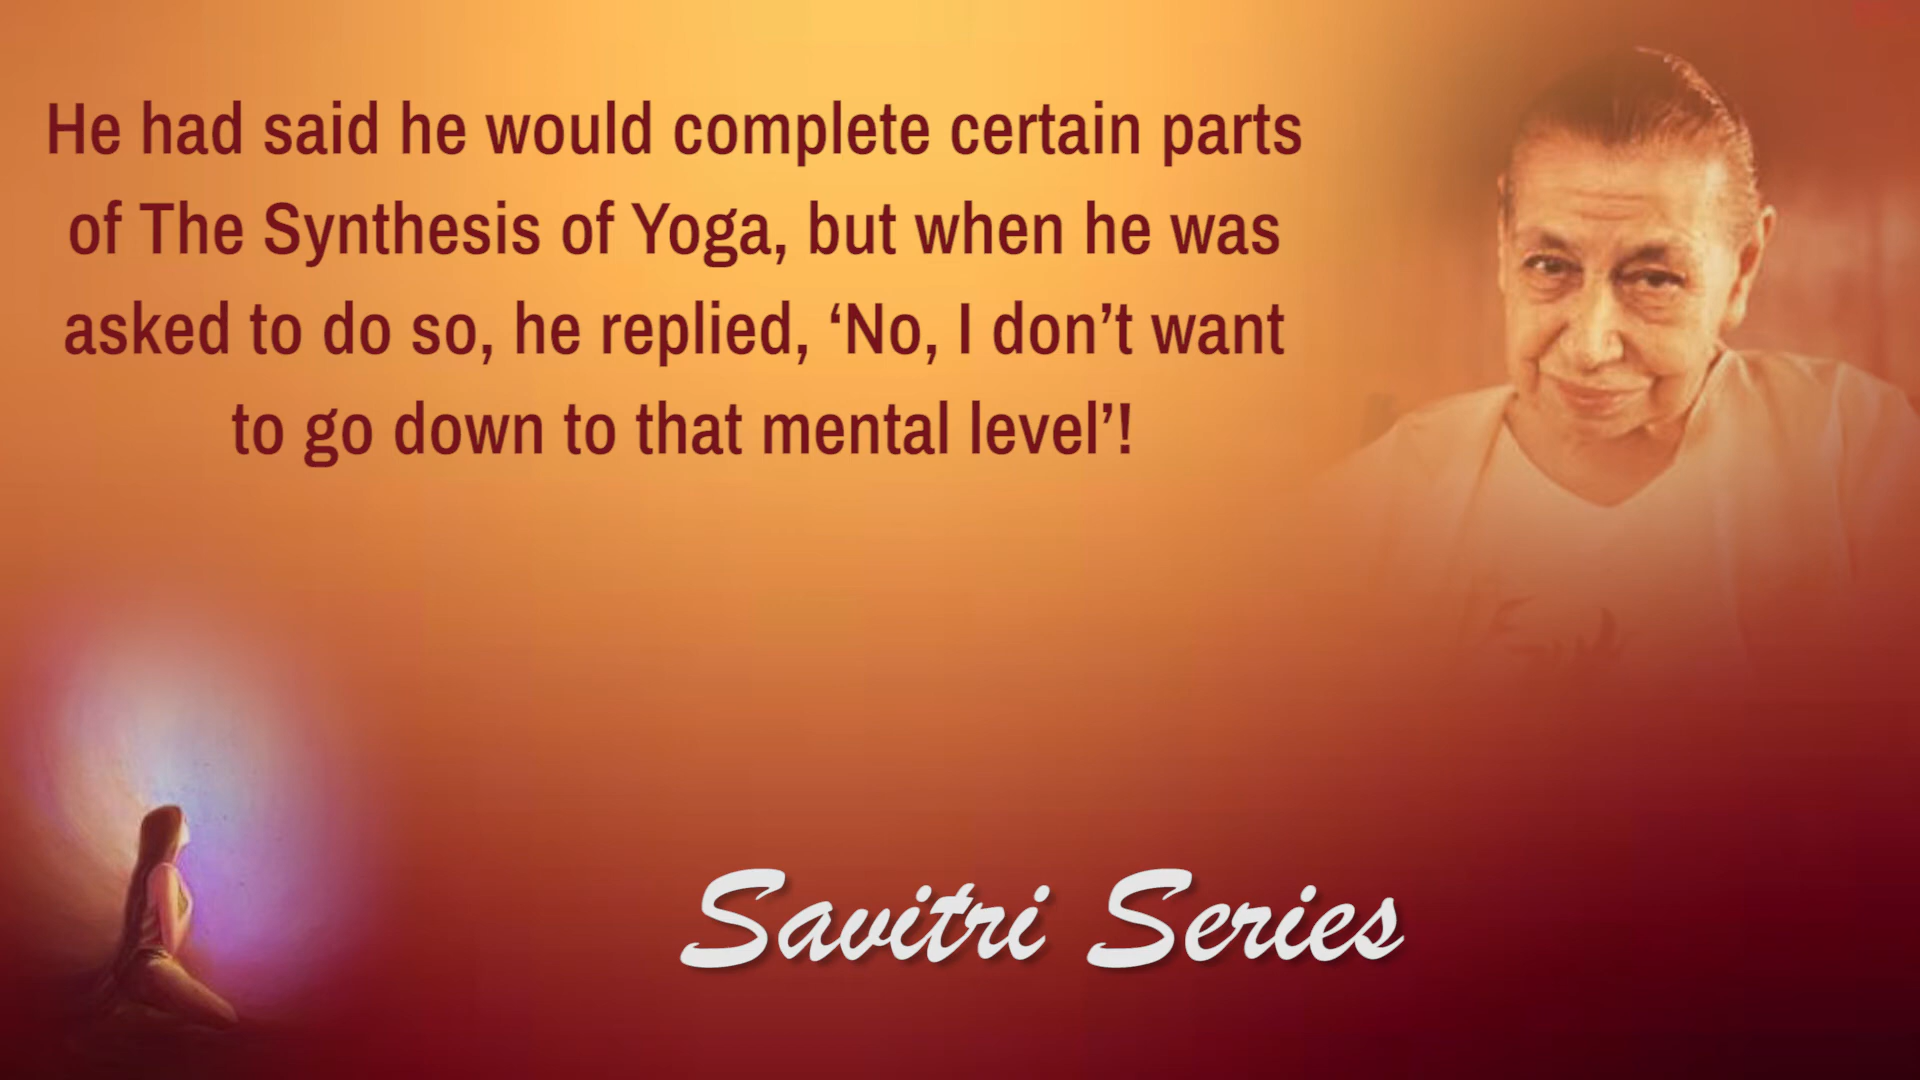 He had said he would complete certain parts
of The Synthesis of Yoga, but when he was
asked to do so, he replied, ‘No, I don’t want
to go down to that mental level’!
Savitri Series